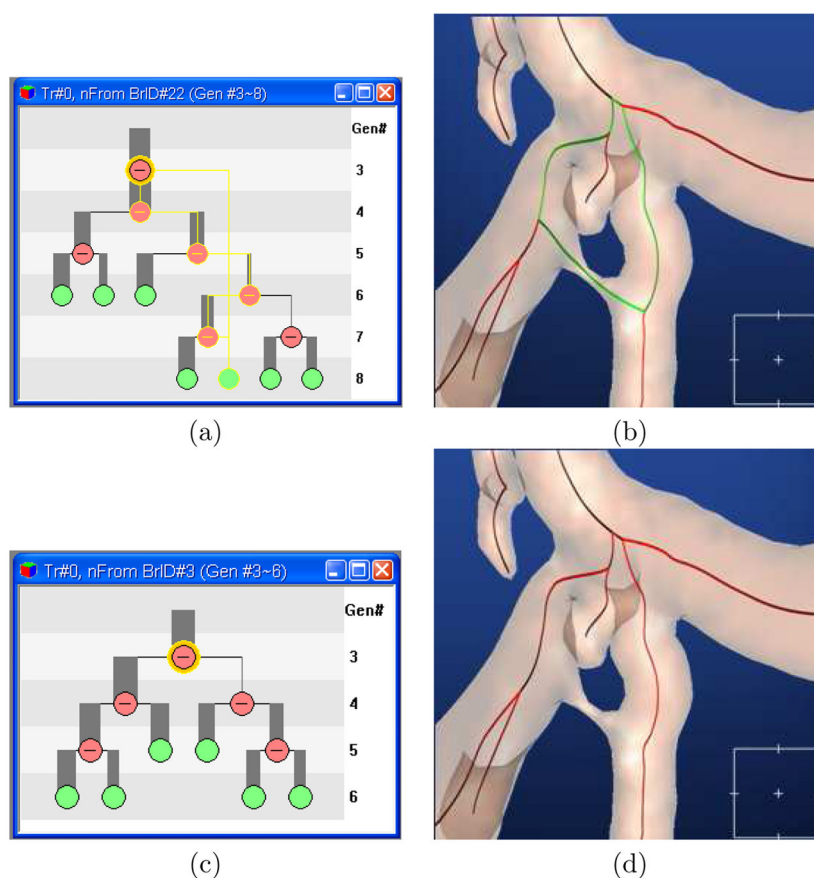 Tr#0, nFrom BrID#22 (Gen #3~8)
Gen#
3
4
5
6
7
8
(a)
(b)
Tr#0, nFrom BrID#3 (Gen #3~6)
Gen#
3
4
5
6
(c)
(d)